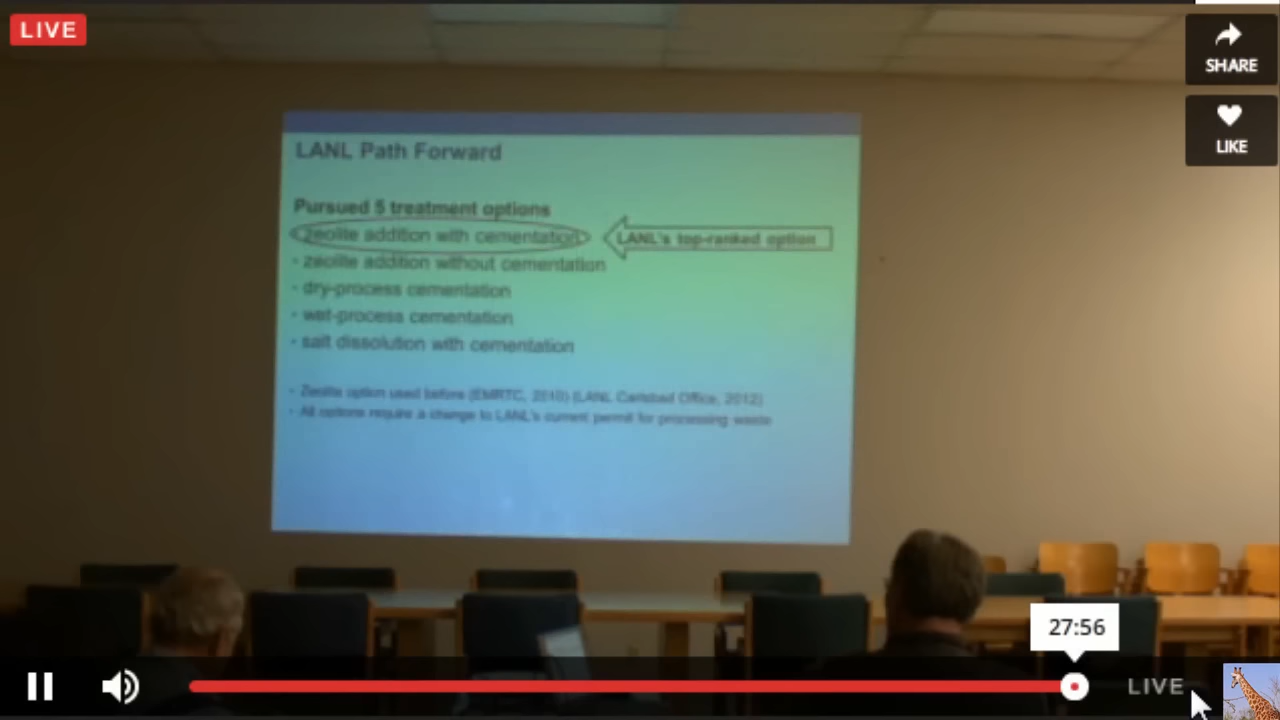 LIVE
SHARE
LIKE
LANL Path Forward
Pursued 5 treatment options
zeolite addition with cementation
LANL's top-ranked option
· zeolite addition without cementation
· dry-process cementation
· wet-process cementation
· salt dissolution with cementation
· Zeolite option used before (EMRTC, 2010) (LANL Carlsbad Office, 2012)
· All options require a change to LANL's current permit for processing waste
27:56
LIVE